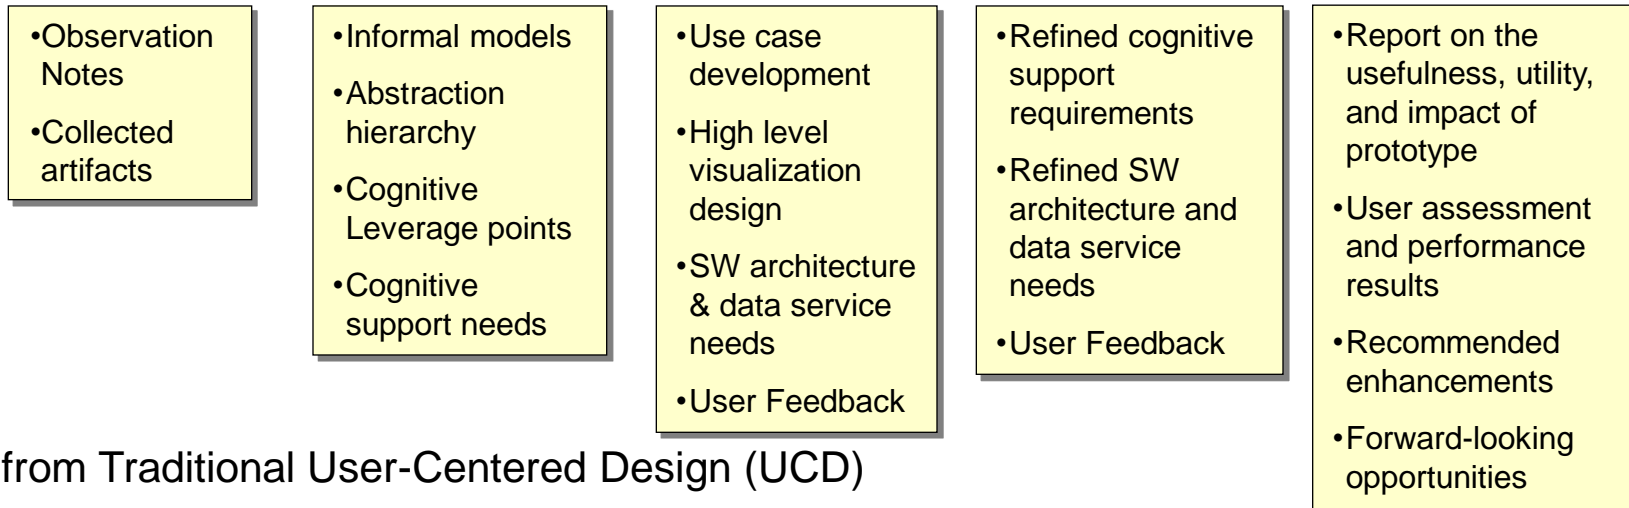 •Observation
Notes
•Collected
artifacts
•Informal models
•Abstraction
hierarchy
•Cognitive
Leverage points
•Cognitive
support needs
•Use case
development
•High level
visualization
design
•SW architecture
& data service
needs
•User Feedback
•Refined cognitive
support
requirements
•Refined SW
architecture and
data service
needs
•User Feedback
•Report on the
usefulness, utility,
and impact of
prototype
•User assessment
and performance
results
•Recommended
enhancements
•Forward-looking
opportunities
from Traditional User-Centered Design (UCD)